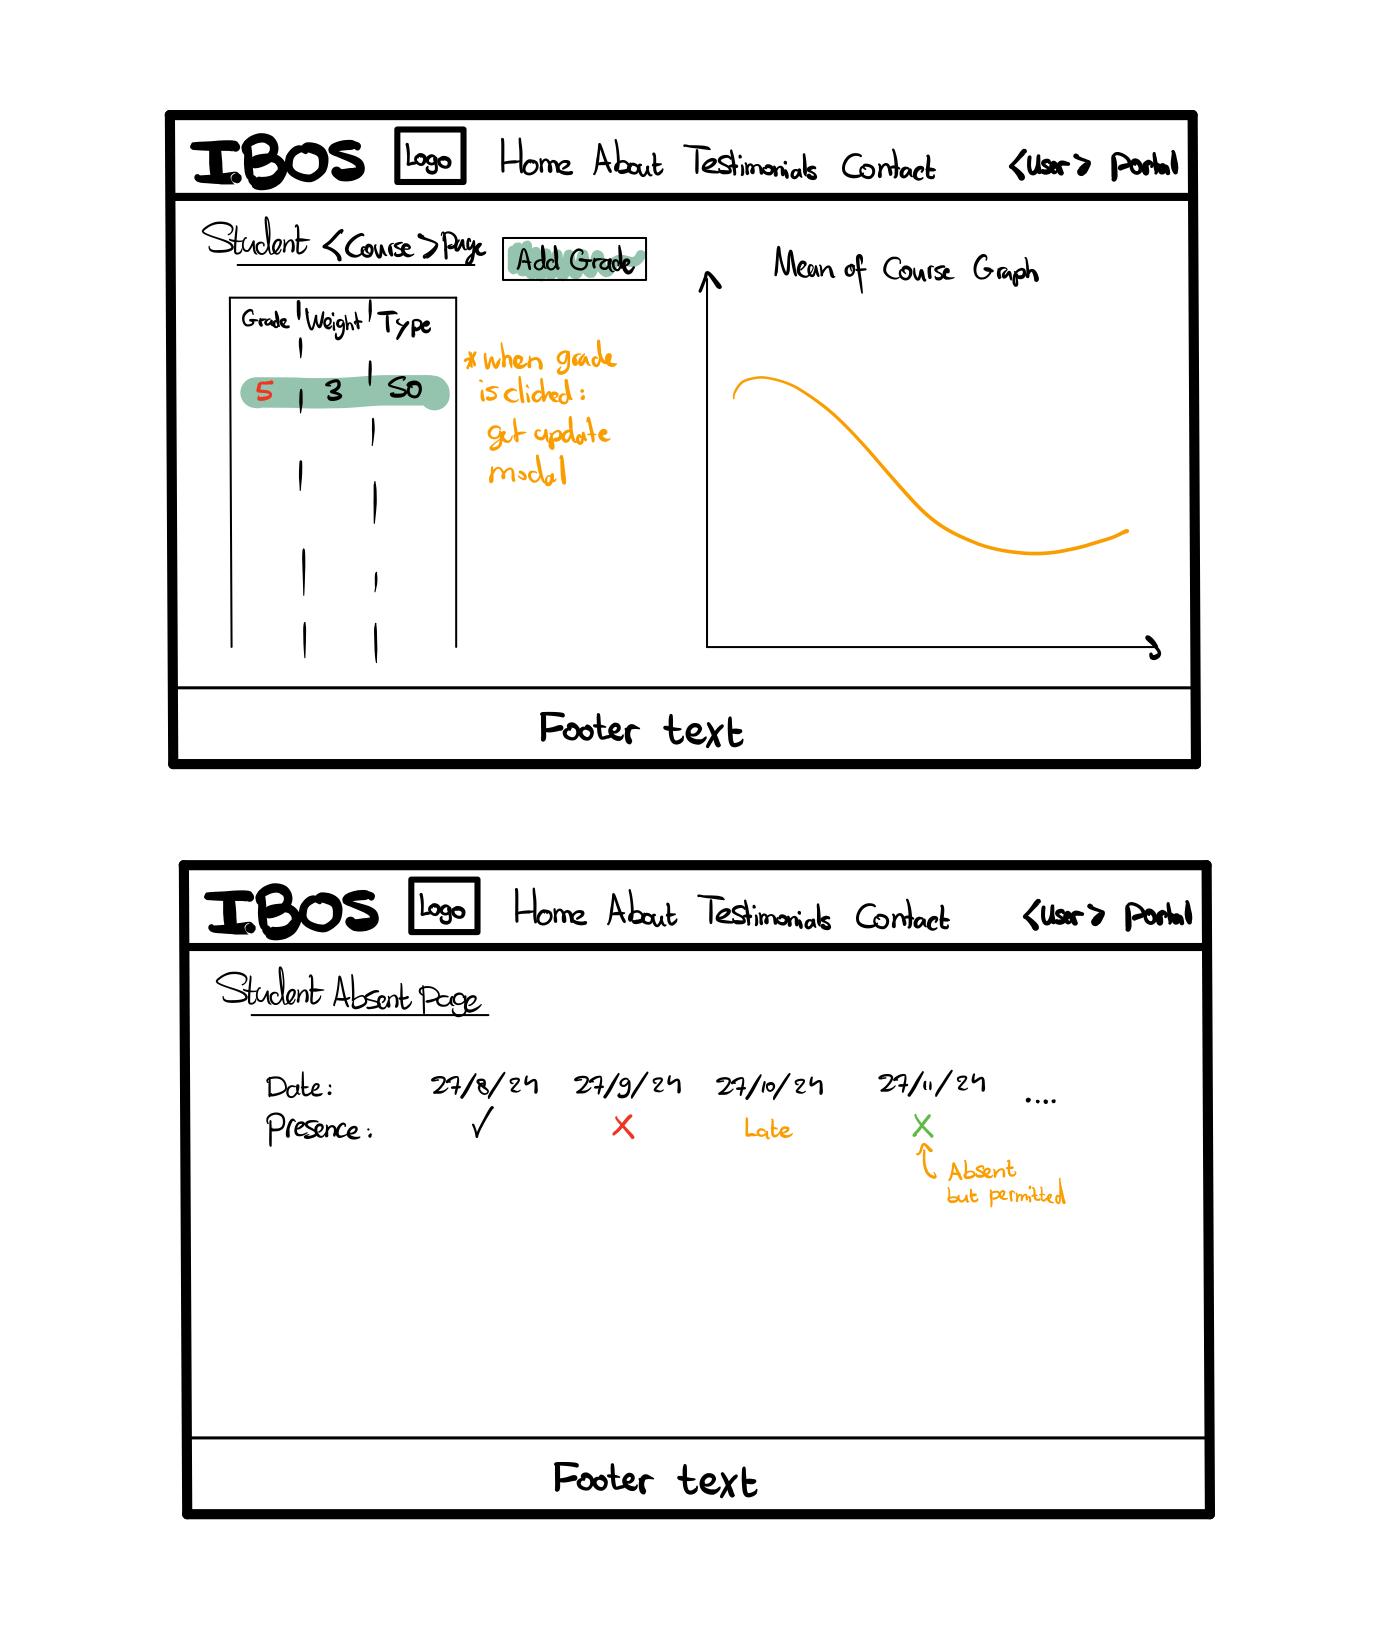 IBOS Logo Home About Testimonials Contact <User> Portal
Student <Course> Page
Add Grade
Mean of Course Graph
Grade Weight Type
5 3 SO
* when grade
is clicked:
get update
modal
Footer text
IBOS Logo Home About Testimonials Contact <User> Portal
Student Absent Page
Date: 27/8/24 27/9/24 27/10/24 27/11/24 ....
Presence: ✓ X Late X
Absent
but permitted
Footer text